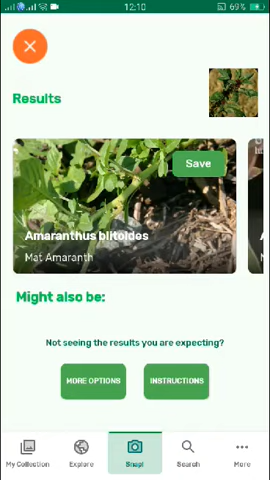 12:10
69%
Results
Save
Amaranthus blitoides
Mat Amaranth
Might also be:
Not seeing the results you are expecting?
MORE OPTIONS
INSTRUCTIONS
My Collection
Explore
Snap!
Search
More